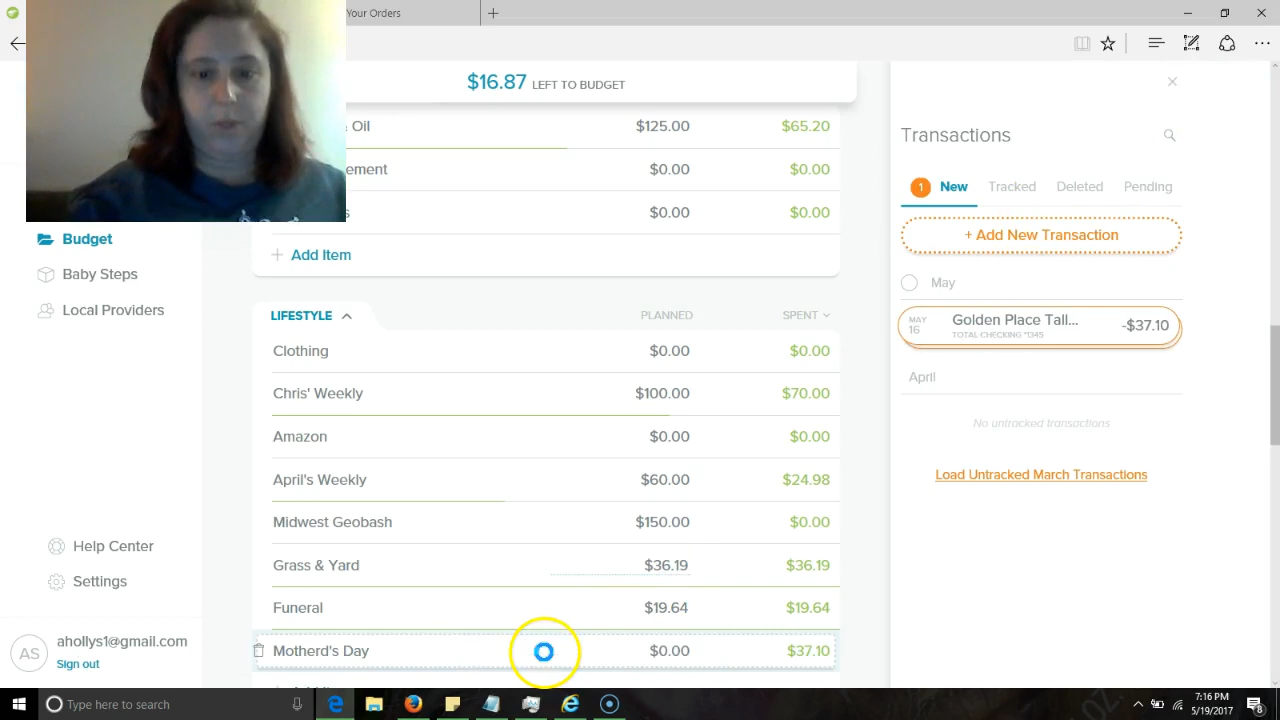 Your Orders
$16.87 LEFT TO BUDGET
& Oil $125.00 $65.20
ement $0.00 $0.00
s $0.00 $0.00
+ Add Item
LIFESTYLE PLANNED SPENT
Clothing $0.00 $0.00
Chris' Weekly $100.00 $70.00
Amazon $0.00 $0.00
April's Weekly $60.00 $24.98
Midwest Geobash $150.00 $0.00
Grass & Yard $36.19 $36.19
Funeral $19.64 $19.64
Motherd's Day $0.00 $37.10
Budget
Baby Steps
Local Providers
Help Center
Settings
AS
ahollys1@gmail.com
Sign out
Transactions
1 New Tracked Deleted Pending
+ Add New Transaction
May
MAY 16 Golden Place Tall... -$37.10
TOTAL CHECKING *1345
April
No untracked transactions
Load Untracked March Transactions
Type here to search
7:16 PM
5/19/2017